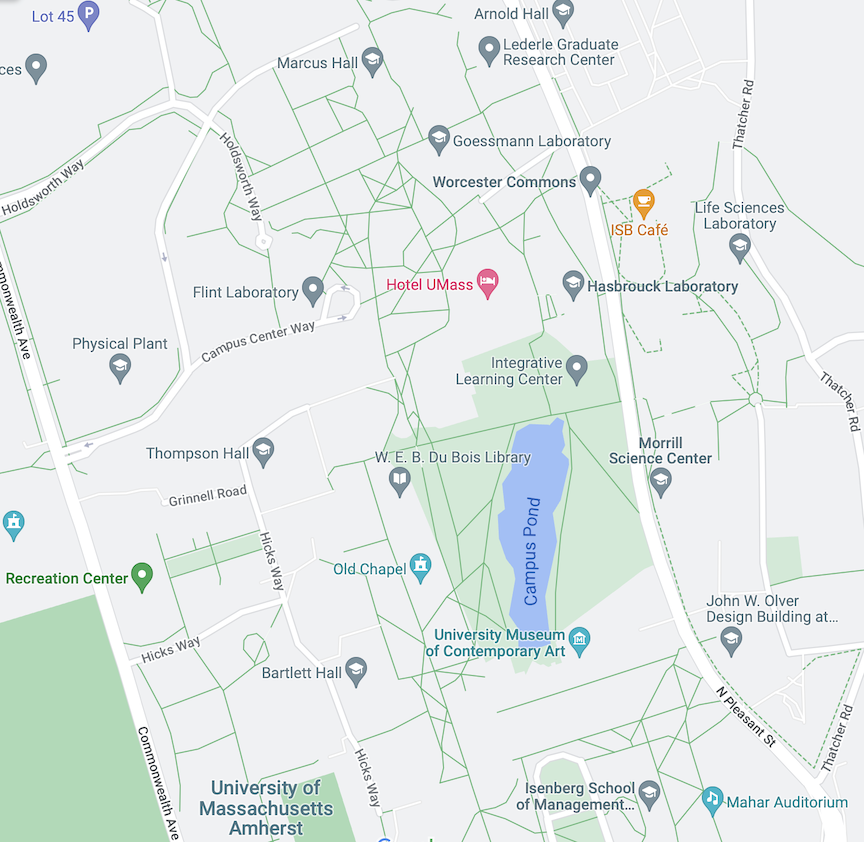 Lot 45
P
Arnold Hall
Lederle Graduate
Research Center
Marcus Hall
ces
Thatcher Rd
Goessmann Laboratory
Holdsworth Way
Holdsworth Way
Worcester Commons
ISB Café
Life Sciences
Laboratory
Hotel UMass
Hasbrouck Laboratory
Flint Laboratory
Campus Center Way
mmonwealth Ave
Physical Plant
Integrative
Learning Center
Thatcher Rd
Thompson Hall
W. E. B. Du Bois Library
Morrill
Science Center
Grinnell Road
Campus Pond
Hicks Way
Old Chapel
Recreation Center
John W. Olver
Design Building at...
University Museum
of Contemporary Art
Hicks Way
Bartlett Hall
N Pleasant St
Thatcher Rd
Commonwealth Ave
Hicks Way
University of
Massachusetts
Amherst
Isenberg School
of Management...
Mahar Auditorium